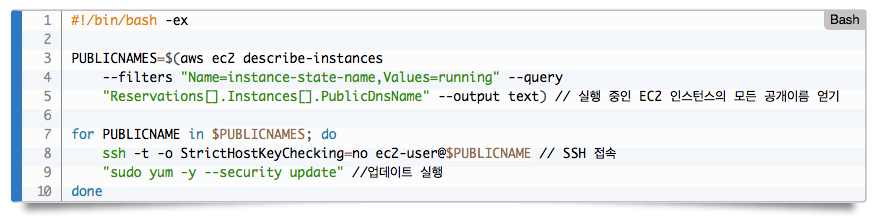 Bash
1 #!/bin/bash -ex
2
3 PUBLICNAMES=$(aws ec2 describe-instances
4     --filters "Name=instance-state-name,Values=running" --query
5     "Reservations[].Instances[].PublicDnsName" --output text) // 실행 중인 EC2 인스턴스의 모든 공개이름 얻기
6
7 for PUBLICNAME in $PUBLICNAMES; do
8     ssh -t -o StrictHostKeyChecking=no ec2-user@$PUBLICNAME // SSH 접속
9     "sudo yum -y --security update" //업데이트 실행
10 done